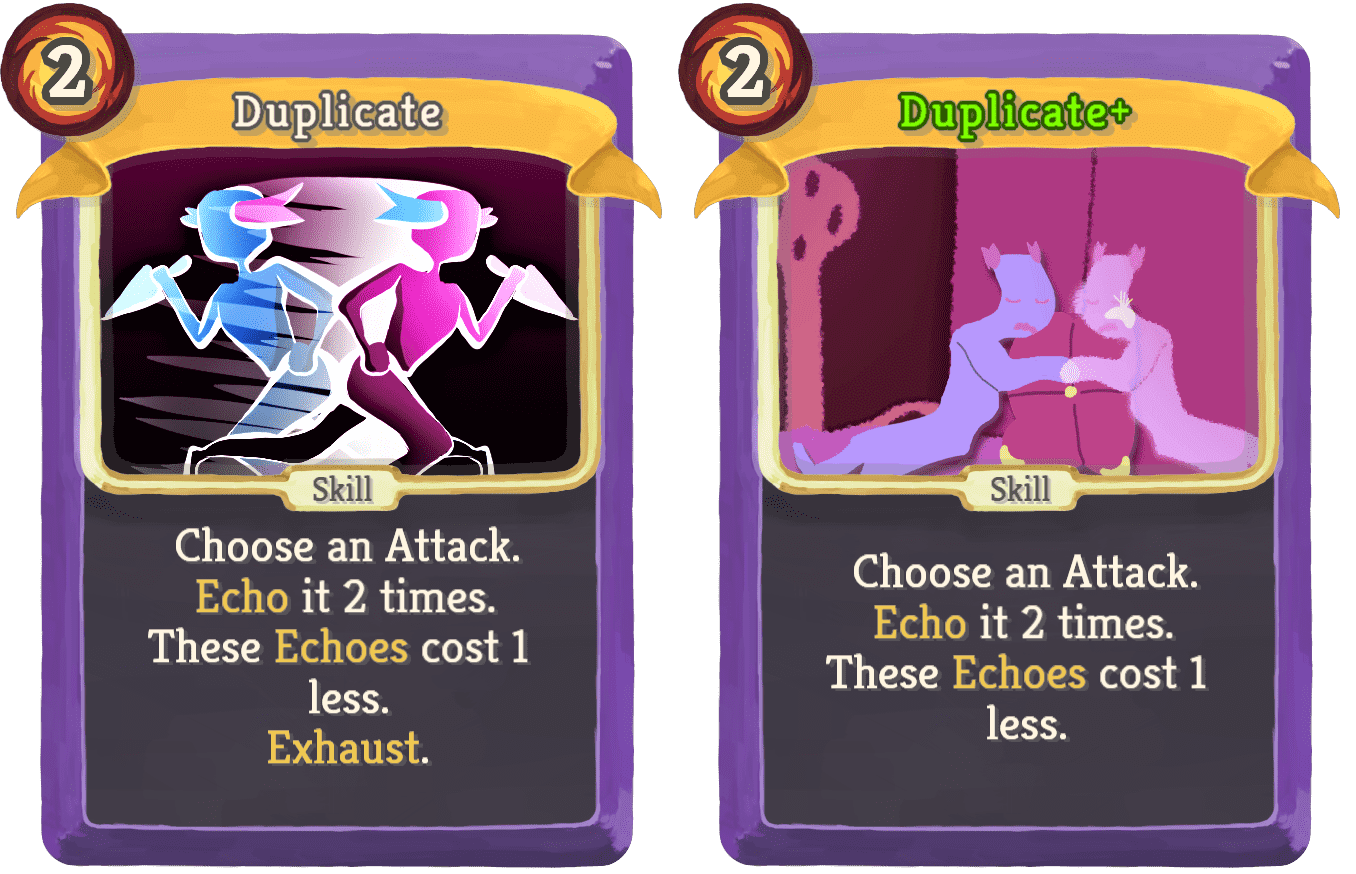 2
Duplicate
Skill
Choose an Attack.
Echo it 2 times.
These Echoes cost 1
less.
Exhaust.
2
Duplicate+
Skill
Choose an Attack.
Echo it 2 times.
These Echoes cost 1
less.